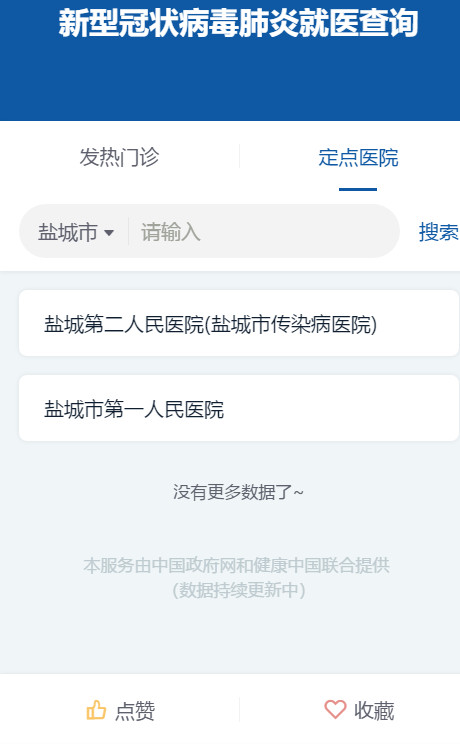 新型冠状病毒肺炎就医查询
发热门诊 定点医院
盐城市 请输入 搜索
盐城第二人民医院(盐城市传染病医院)
盐城市第一人民医院
没有更多数据了~
本服务由中国政府网和健康中国联合提供
(数据持续更新中)
点赞 收藏